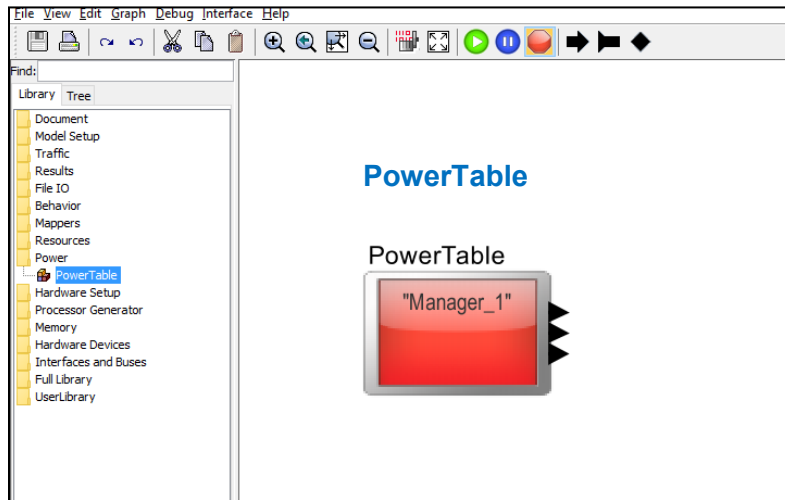 File View Edit Graph Debug Interface Help
Find:
Library Tree
Document
Model Setup
Traffic
Results
File IO
Behavior
Mappers
Resources
Power
PowerTable
Hardware Setup
Processor Generator
Memory
Hardware Devices
Interfaces and Buses
Full Library
UserLibrary
PowerTable
PowerTable
"Manager_1"